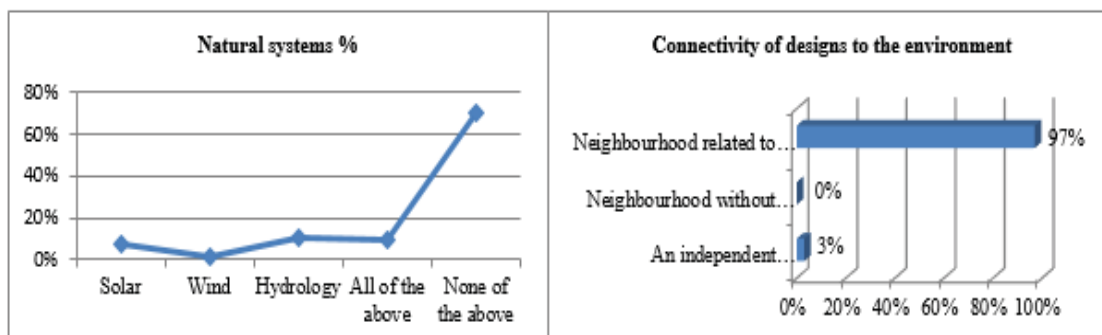 Natural systems %
80%
60%
40%
20%
0%
Solar
Wind
Hydrology
All of the
above
None of
the above
Connectivity of designs to the environment
Neighbourhood related to...
97%
Neighbourhood without...
0%
An independent...
3%
0% 20% 40% 60% 80% 100%